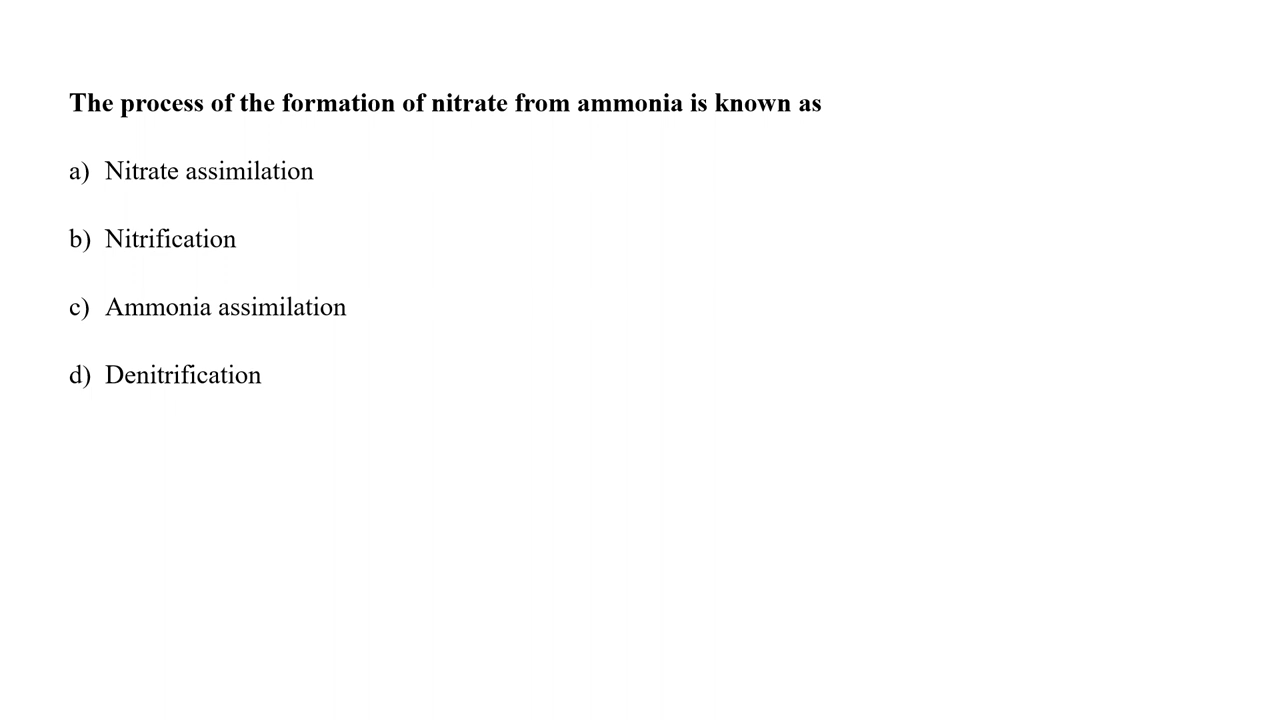 The process of the formation of nitrate from ammonia is known as
a) Nitrate assimilation
b) Nitrification
c) Ammonia assimilation
d) Denitrification